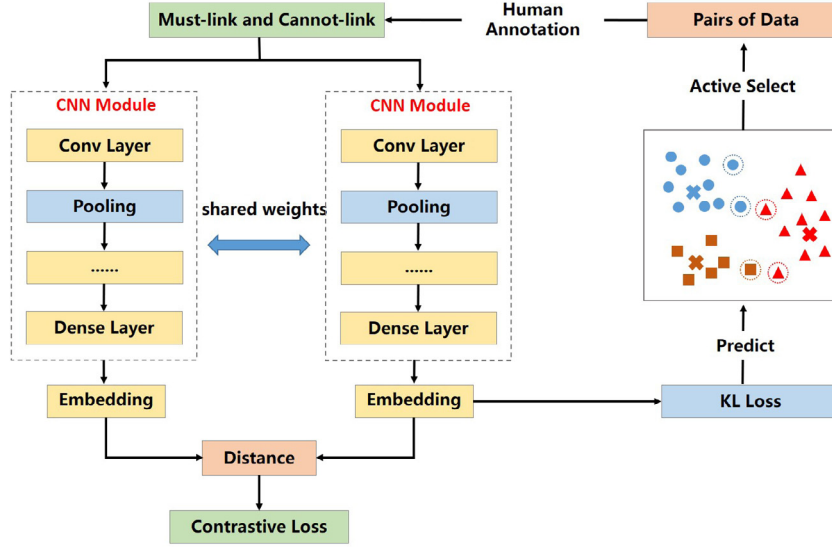 Must-link and Cannot-link
Human
Annotation
Pairs of Data
CNN Module
CNN Module
Active Select
Conv Layer
Conv Layer
Pooling
shared weights
Pooling
......
......
Dense Layer
Dense Layer
Predict
Embedding
Embedding
KL Loss
Distance
Contrastive Loss